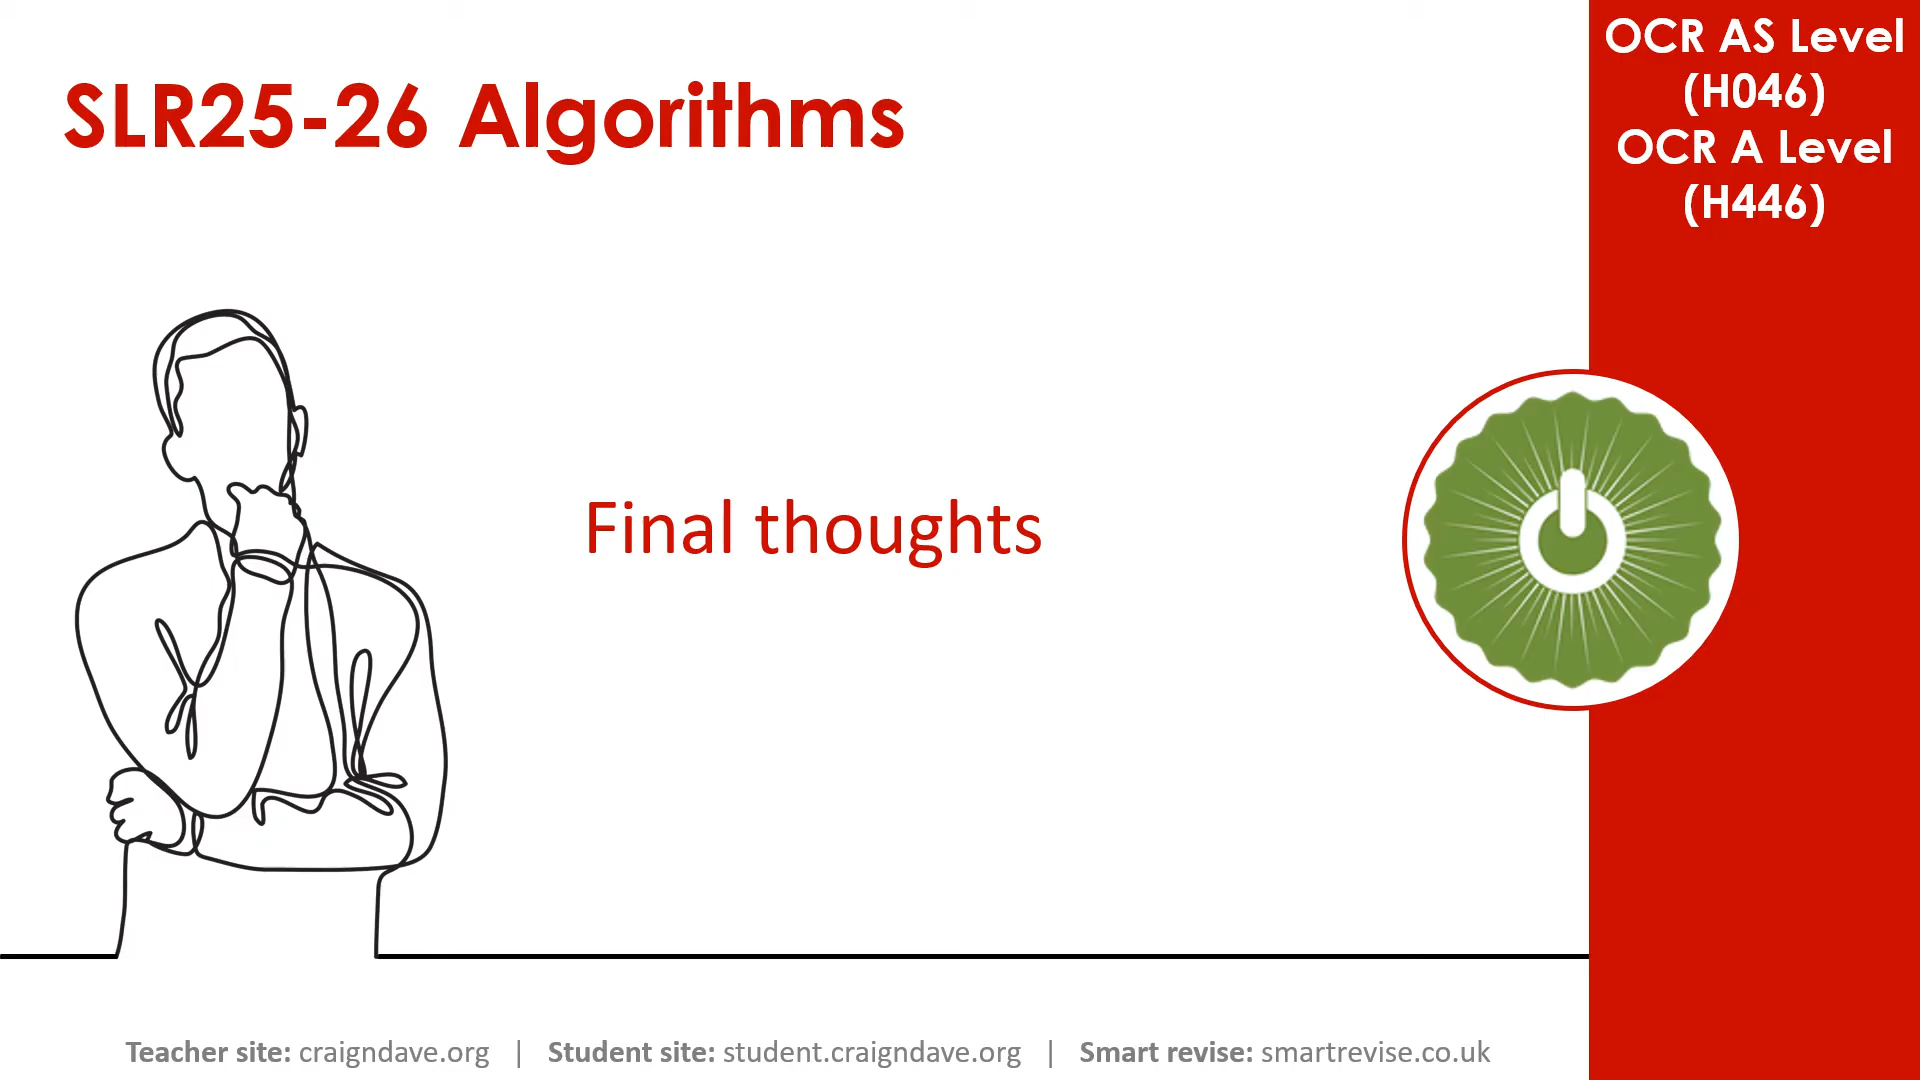 SLR25-26 Algorithms
OCR AS Level
(H046)
OCR A Level
(H446)
Final thoughts
Teacher site: craigndave.org | Student site: student.craigndave.org | Smart revise: smartrevise.co.uk